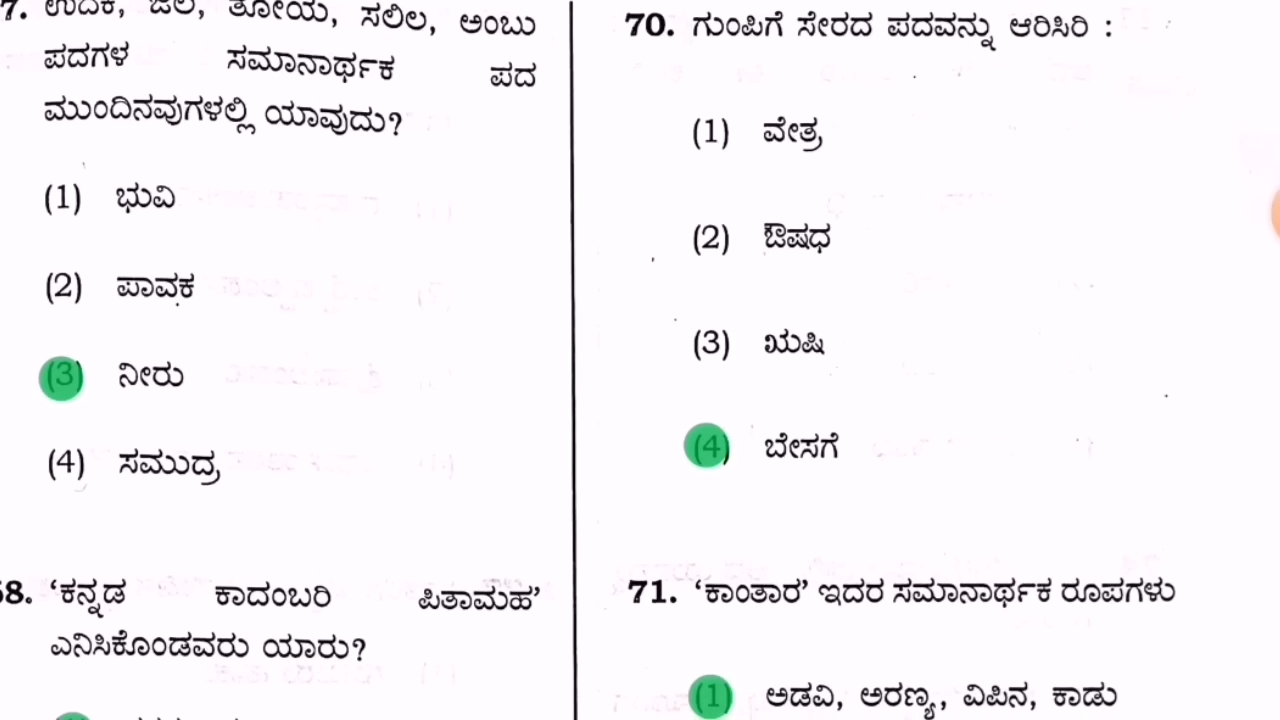 7. ಉದಕ, ಜಲ, ತೋಯ, ಸಲಿಲ, ಅಂಬು
ಪದಗಳ ಸಮಾನಾರ್ಥಕ ಪದ
ಮುಂದಿನವುಗಳಲ್ಲಿ ಯಾವುದು?
(1) ಭುವಿ
(2) ಪಾವಕ
(3) ನೀರು
(4) ಸಮುದ್ರ
68. ‘ಕನ್ನಡ ಕಾದಂಬರಿ ಪಿತಾಮಹ’
ಎನಿಸಿಕೊಂಡವರು ಯಾರು?
70. ಗುಂಪಿಗೆ ಸೇರದ ಪದವನ್ನು ಆರಿಸಿರಿ :
(1) ವೇತ್ರ
(2) ಔಷಧ
(3) ಋಷಿ
(4) ಬೇಸಗೆ
71. ‘ಕಾಂತಾರ’ ಇದರ ಸಮಾನಾರ್ಥಕ ರೂಪಗಳು
(1) ಅಡವಿ, ಅರಣ್ಯ, ವಿಪಿನ, ಕಾಡು